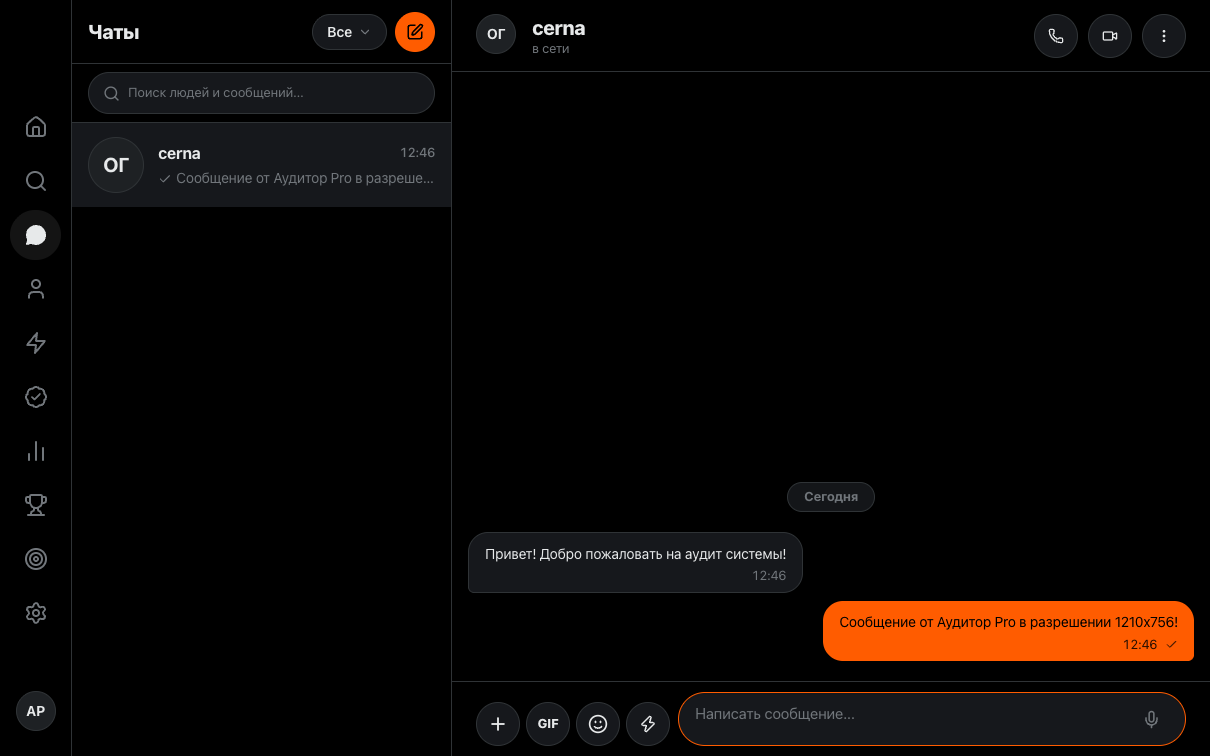 Чаты
Все
Поиск людей и сообщений...
ОГ
cerna
12:46
Сообщение от Аудитор Pro в разреше...
AP
ОГ
cerna
в сети
Сегодня
Привет! Добро пожаловать на аудит системы!
12:46
Сообщение от Аудитор Pro в разрешении 1210x756!
12:46
GIF
Написать сообщение...